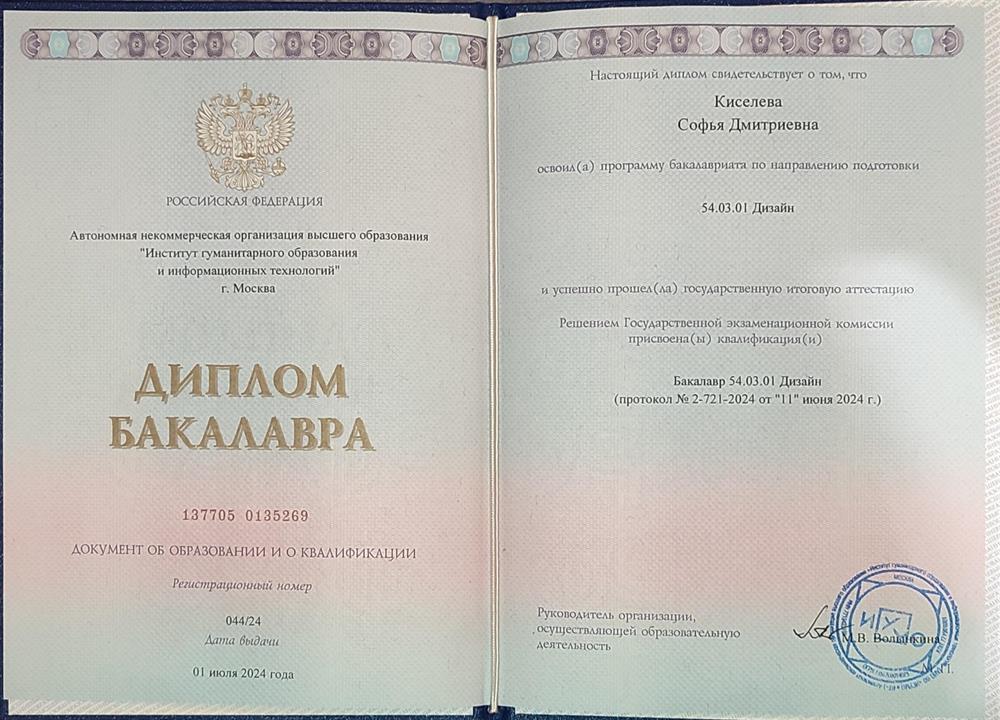 РОССИЙСКАЯ ФЕДЕРАЦИЯ
Автономная некоммерческая организация высшего образования
"Институт гуманитарного образования
и информационных технологий"
г. Москва
ДИПЛОМ
БАКАЛАВРА
137705 0135269
ДОКУМЕНТ ОБ ОБРАЗОВАНИИ И О КВАЛИФИКАЦИИ
Регистрационный номер
044/24
Дата выдачи
01 июля 2024 года
Настоящий диплом свидетельствует о том, что
Киселева
Софья Дмитриевна
освоил(а) программу бакалавриата по направлению подготовки
54.03.01 Дизайн
и успешно прошел(ла) государственную итоговую аттестацию
Решением Государственной экзаменационной комиссии
присвоена(ы) квалификация(и)
Бакалавр 54.03.01 Дизайн
(протокол № 2-721-2024 от "11" июня 2024 г.)
Руководитель организации,
осуществляющей образовательную
деятельность
М.В. Волынкина
М.П.
МОСКВА